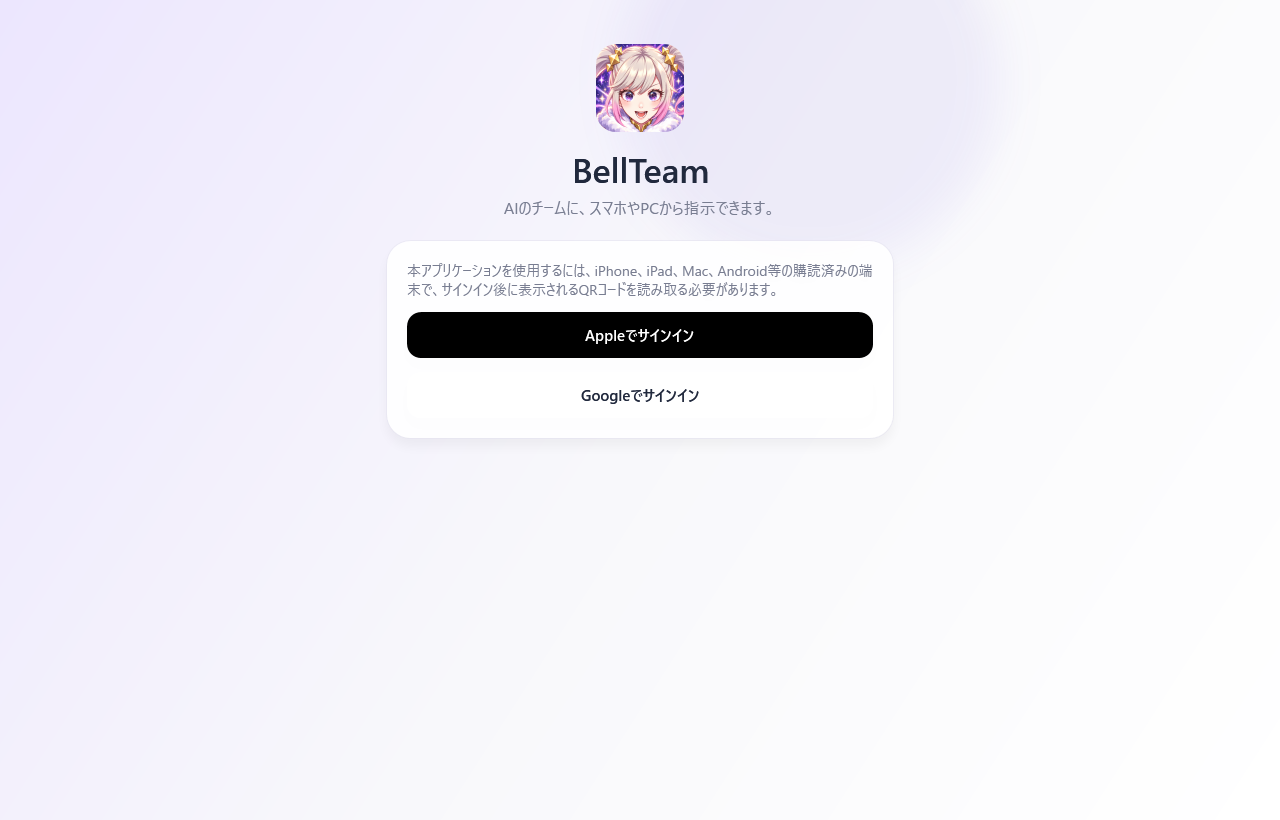 BellTeam
AIのチームに、スマホやPCから指示できます。
本アプリケーションを使用するには、iPhone、iPad、Mac、Android等の購読済みの端
末で、サインイン後に表示されるQRコードを読み取る必要があります。
Appleでサインイン
Googleでサインイン